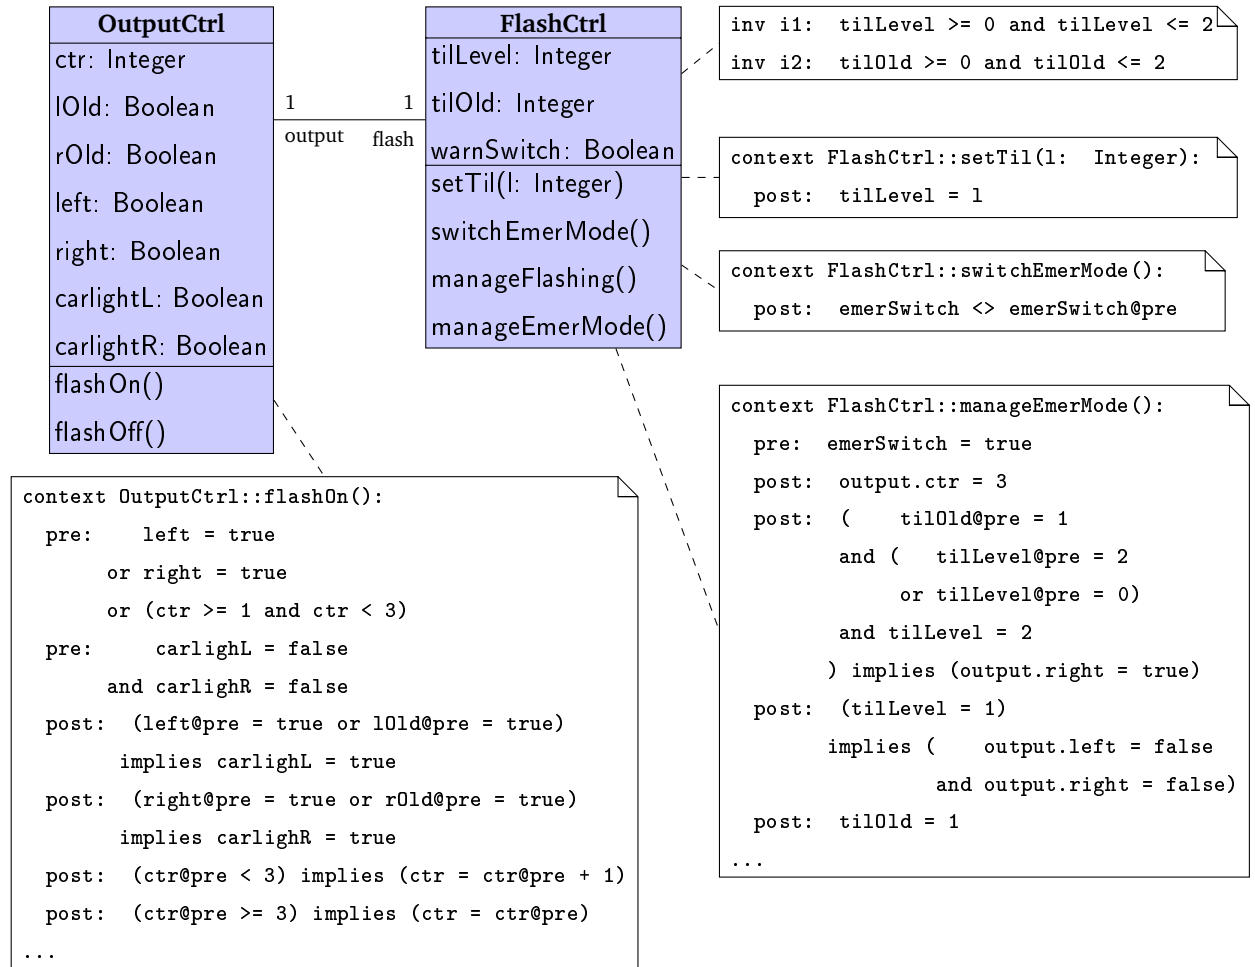 OutputCtrl
ctr: Integer
lOld: Boolean
rOld: Boolean
left: Boolean
right: Boolean
carlightL: Boolean
carlightR: Boolean
flashOn()
flashOff()
1
1
output
flash
FlashCtrl
tilLevel: Integer
tilOld: Integer
warnSwitch: Boolean
setTil(l: Integer)
switchEmerMode()
manageFlashing()
manageEmerMode()
inv i1: tilLevel >= 0 and tilLevel <= 2
inv i2: tilOld >= 0 and tilOld <= 2
context FlashCtrl::setTil(l: Integer):
post: tilLevel = l
context FlashCtrl::switchEmerMode():
post: emerSwitch <> emerSwitch@pre
context FlashCtrl::manageEmerMode():
pre: emerSwitch = true
post: output.ctr = 3
post: ( tilOld@pre = 1
and ( tilLevel@pre = 2
or tilLevel@pre = 0)
and tilLevel = 2
) implies (output.right = true)
post: (tilLevel = 1)
implies ( output.left = false
and output.right = false)
post: tilOld = 1
...
context OutputCtrl::flashOn():
pre: left = true
or right = true
or (ctr >= 1 and ctr < 3)
pre: carlighL = false
and carlighR = false
post: (left@pre = true or lOld@pre = true)
implies carlighL = true
post: (right@pre = true or rOld@pre = true)
implies carlighR = true
post: (ctr@pre < 3) implies (ctr = ctr@pre + 1)
post: (ctr@pre >= 3) implies (ctr = ctr@pre)
...